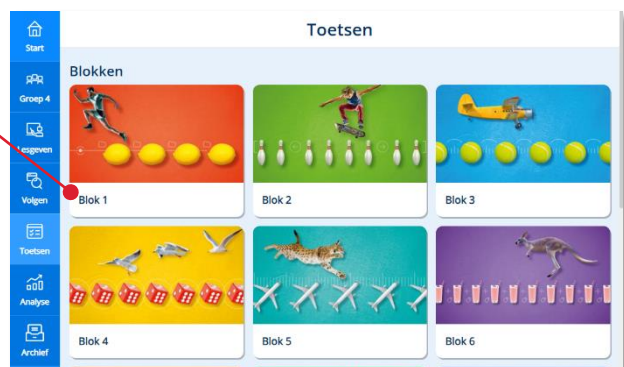 Toetsen
Start
Groep 4
Lesgeven
Volgen
Toetsen
Analyse
Archief
Blokken
Blok 1
Blok 2
Blok 3
Blok 4
Blok 5
Blok 6